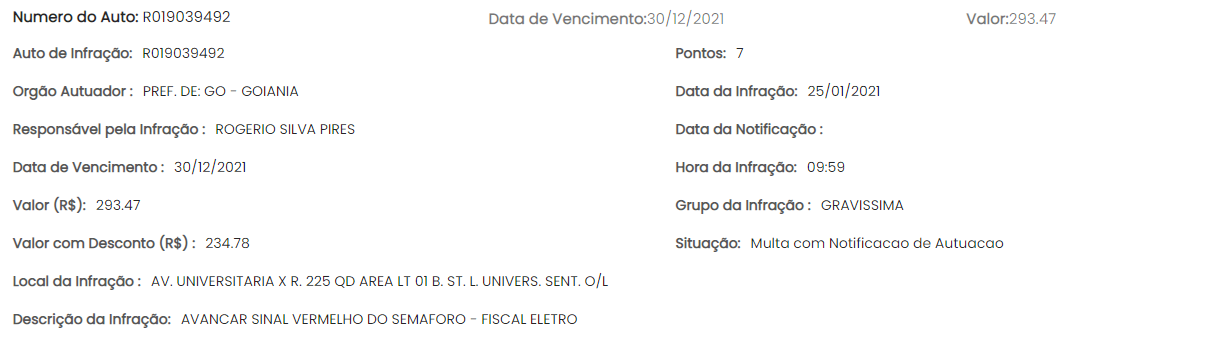 Numero do Auto: R019039492 Data de Vencimento:30/12/2021 Valor:293.47
Auto de Infração: R019039492 Pontos: 7
Orgão Autuador : PREF. DE: GO - GOIANIA Data da Infração: 25/01/2021
Responsável pela Infração : ROGERIO SILVA PIRES Data da Notificação :
Data de Vencimento : 30/12/2021 Hora da Infração: 09:59
Valor (R$): 293.47 Grupo da Infração : GRAVISSIMA
Valor com Desconto (R$) : 234.78 Situação: Multa com Notificacao de Autuacao
Local da Infração : AV. UNIVERSITARIA X R. 225 QD AREA LT 01 B. ST. L. UNIVERS. SENT. O/L
Descrição da Infração: AVANCAR SINAL VERMELHO DO SEMAFORO - FISCAL ELETRO